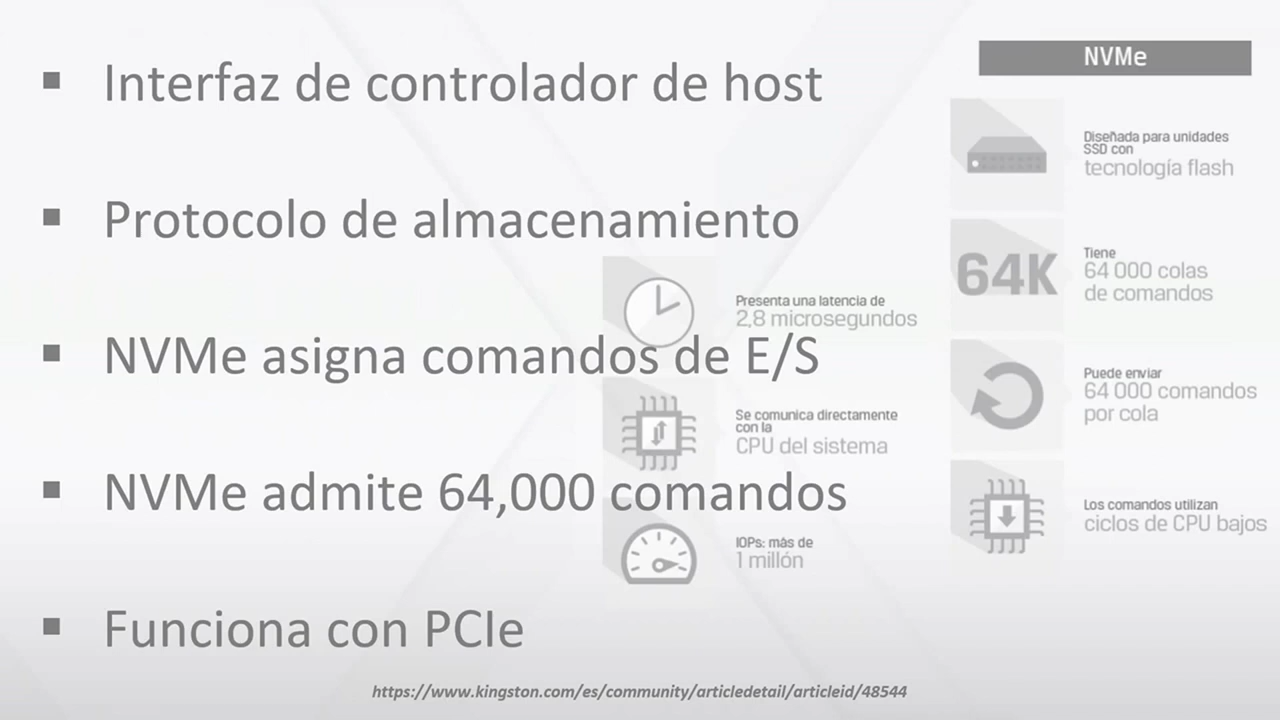 ▪ Interfaz de controlador de host
▪ Protocolo de almacenamiento
▪ NVMe asigna comandos de E/S
▪ NVMe admite 64,000 comandos
▪ Funciona con PCIe
Presenta una latencia de
2,8 microsegundos
Se comunica directamente
con la
CPU del sistema
IOPs: más de
1 millón
NVMe
Diseñada para unidades
SSD con
tecnología flash
64K
Tiene
64 000 colas
de comandos
Puede enviar
64 000 comandos
por cola
Los comandos utilizan
ciclos de CPU bajos
https://www.kingston.com/es/community/articledetail/articleid/48544